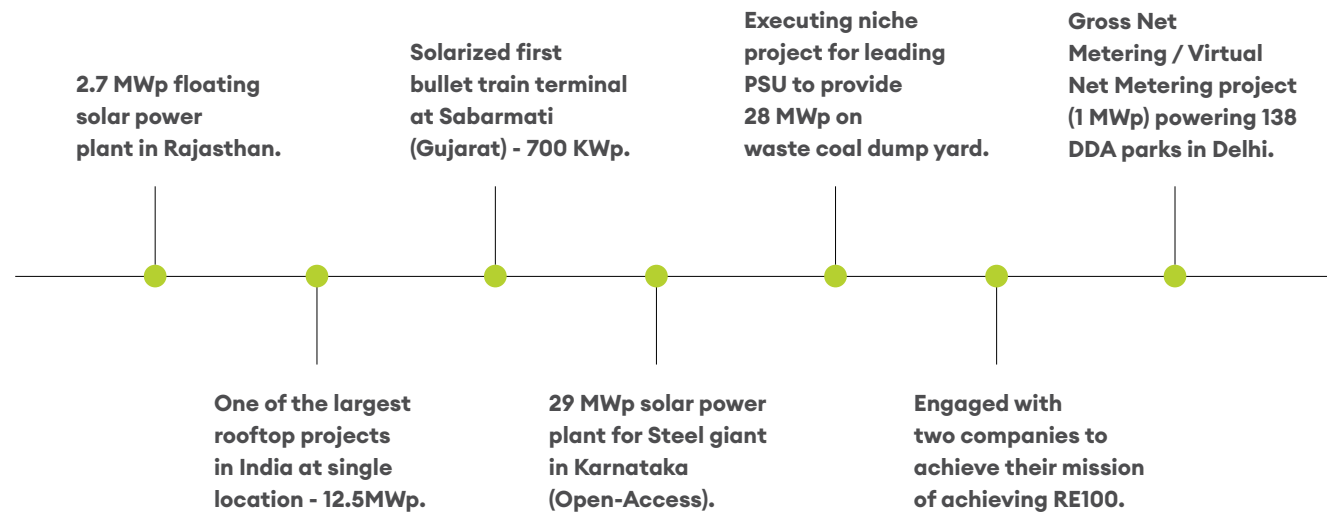 2.7 MWp floating
solar power
plant in Rajasthan.
One of the largest
rooftop projects
in India at single
location - 12.5MWp.
Solarized first
bullet train terminal
at Sabarmati
(Gujarat) - 700 KWp.
29 MWp solar power
plant for Steel giant
in Karnataka
(Open-Access).
Executing niche
project for leading
PSU to provide
28 MWp on
waste coal dump yard.
Engaged with
two companies to
achieve their mission
of achieving RE100.
Gross Net
Metering / Virtual
Net Metering project
(1 MWp) powering 138
DDA parks in Delhi.